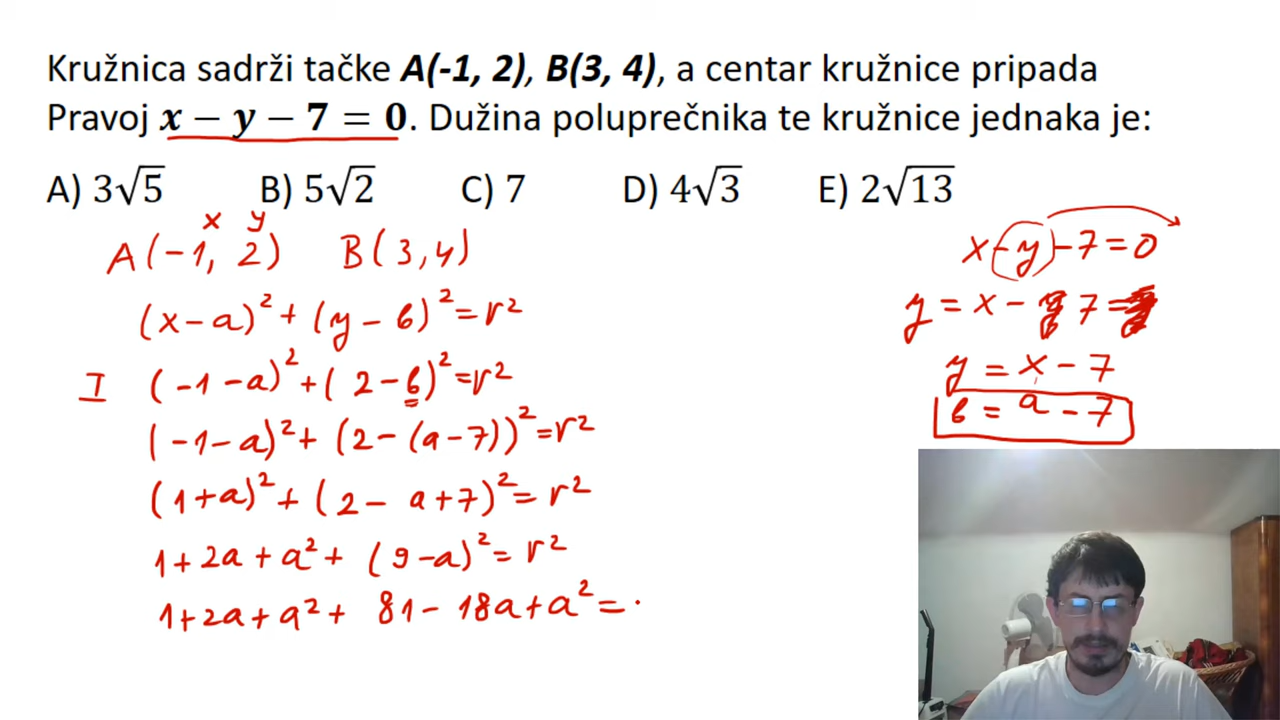 Kružnica sadrži tačke A(-1, 2), B(3, 4), a centar kružnice pripada
Pravoj x − y − 7 = 0. Dužina poluprečnika te kružnice jednaka je:
A) 3√5 B) 5√2 C) 7 D) 4√3 E) 2√13
x y
A(-1, 2) B(3,4)
(x-a)² + (y-b)² = r²
I (-1-a)² + (2-b)² = r²
(-1-a)² + (2-(a-7))² = r²
(1+a)² + (2-a+7)² = r²
1+2a+a² + (9-a)² = r²
1+2a+a² + 81-18a+a² =
x-y-7=0
y = x - 7 =
y = x - 7
b = a - 7